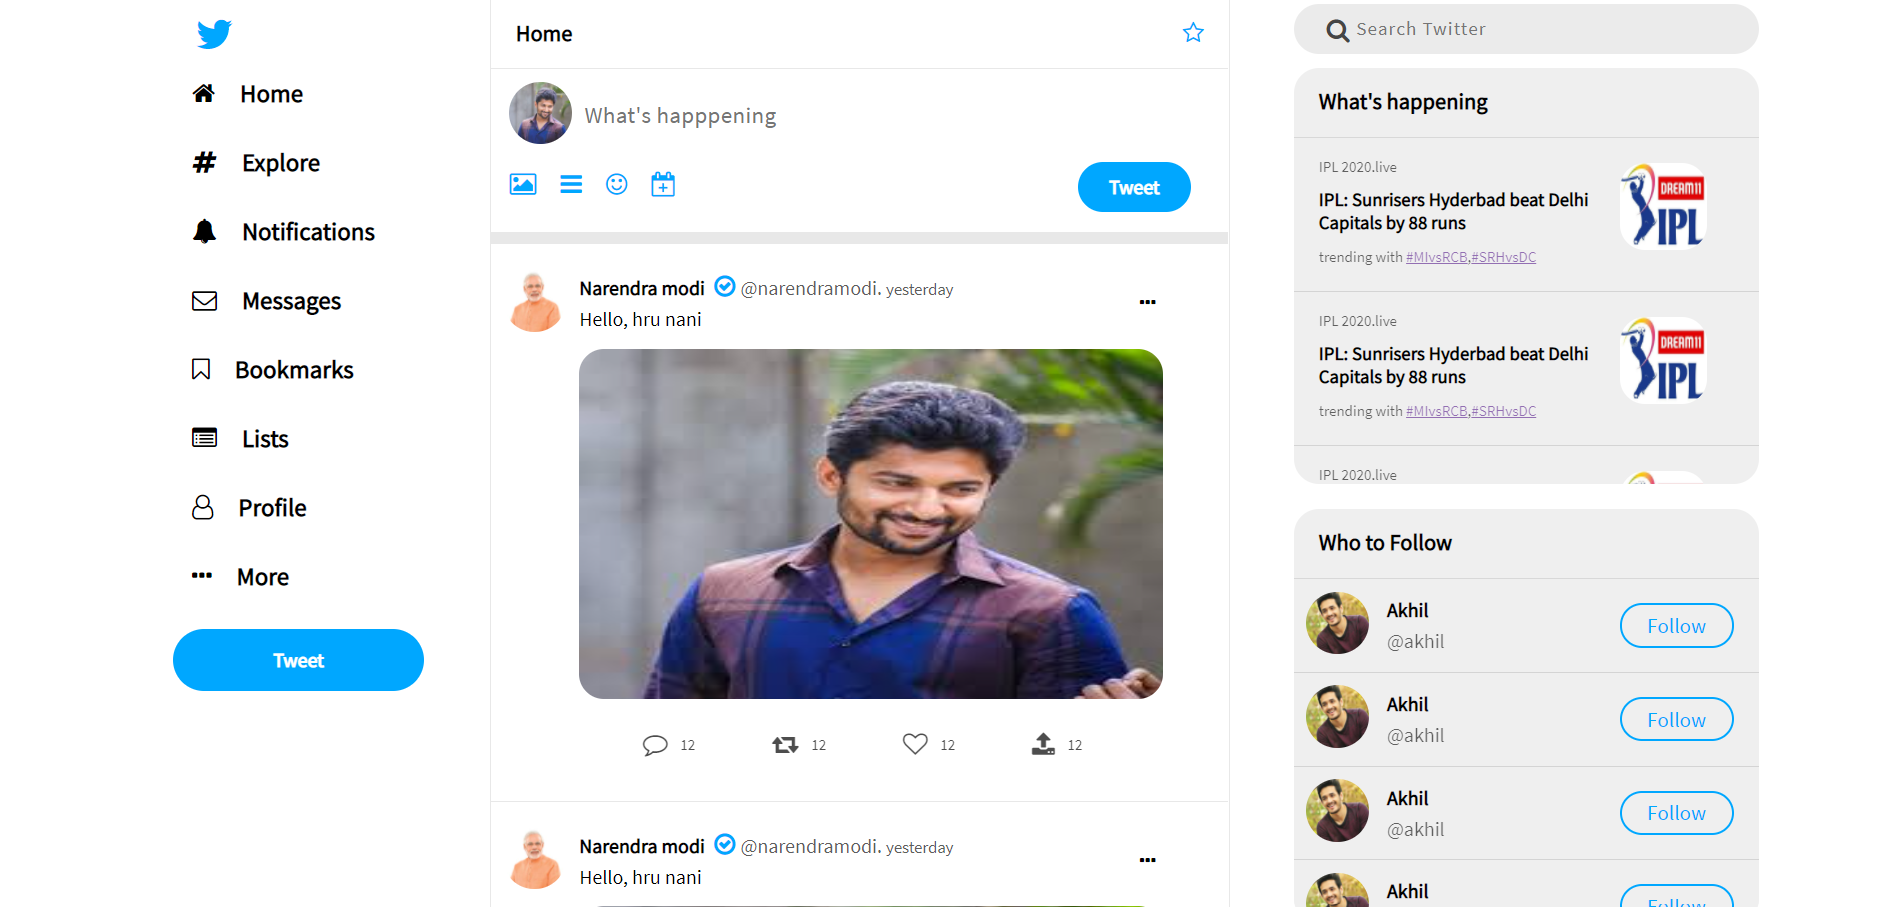 Home
Explore
Notifications
Messages
Bookmarks
Lists
Profile
More
Tweet
Home
What's happpening
Tweet
Narendra modi @narendramodi. yesterday
Hello, hru nani
12 12 12 12
Narendra modi @narendramodi. yesterday
Hello, hru nani
Search Twitter
What's happening
IPL 2020.live
IPL: Sunrisers Hyderbad beat Delhi
Capitals by 88 runs
trending with #MIvsRCB,#SRHvsDC
DREAM11
IPL
IPL 2020.live
IPL: Sunrisers Hyderbad beat Delhi
Capitals by 88 runs
trending with #MIvsRCB,#SRHvsDC
DREAM11
IPL
IPL 2020.live
Who to Follow
Akhil
@akhil
Follow
Akhil
@akhil
Follow
Akhil
@akhil
Follow
Akhil
Follow